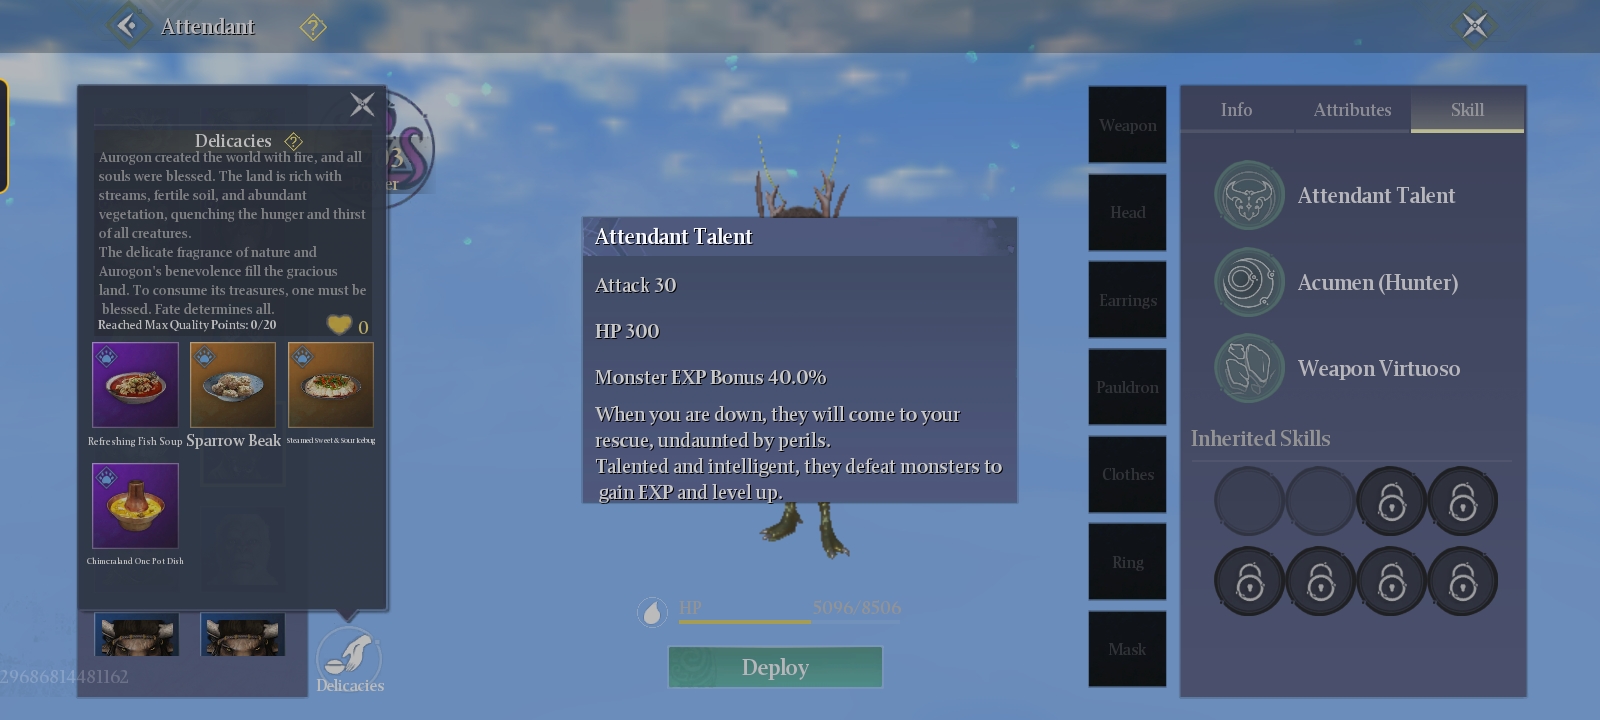 Attendant
?
Delicacies
?
Aurogon created the world with fire, and all
souls were blessed. The land is rich with
streams, fertile soil, and abundant
vegetation, quenching the hunger and thirst
of all creatures.
The delicate fragrance of nature and
Aurogon's benevolence fill the gracious
land. To consume its treasures, one must be
blessed. Fate determines all.
Reached Max Quality Points: 0/20
0
Refreshing Fish Soup
Sparrow Beak
Steamed Sweet & Sour Icebug
Chimeraland One Pot Dish
29686814481162
Delicacies
Attendant Talent
Attack 30
HP 300
Monster EXP Bonus 40.0%
When you are down, they will come to your
rescue, undaunted by perils.
Talented and intelligent, they defeat monsters to
gain EXP and level up.
HP 5096/8506
Deploy
Weapon
Head
Earrings
Pauldron
Clothes
Ring
Mask
Info Attributes Skill
Attendant Talent
Acumen (Hunter)
Weapon Virtuoso
Inherited Skills